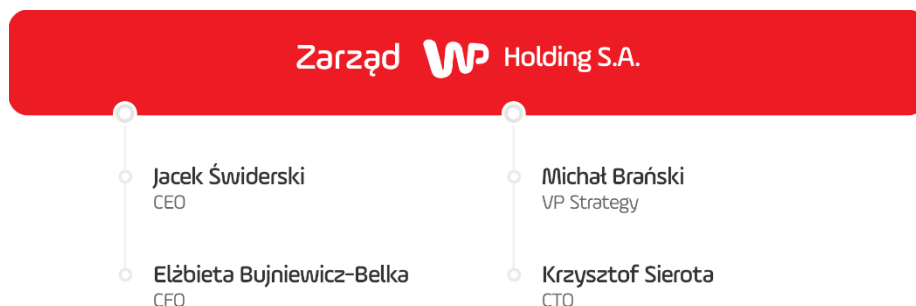 Zarząd WP Holding S.A.
Jacek Świderski
CEO
Michał Brański
VP Strategy
Elżbieta Bujniewicz-Belka
CFO
Krzysztof Sierota
CTO